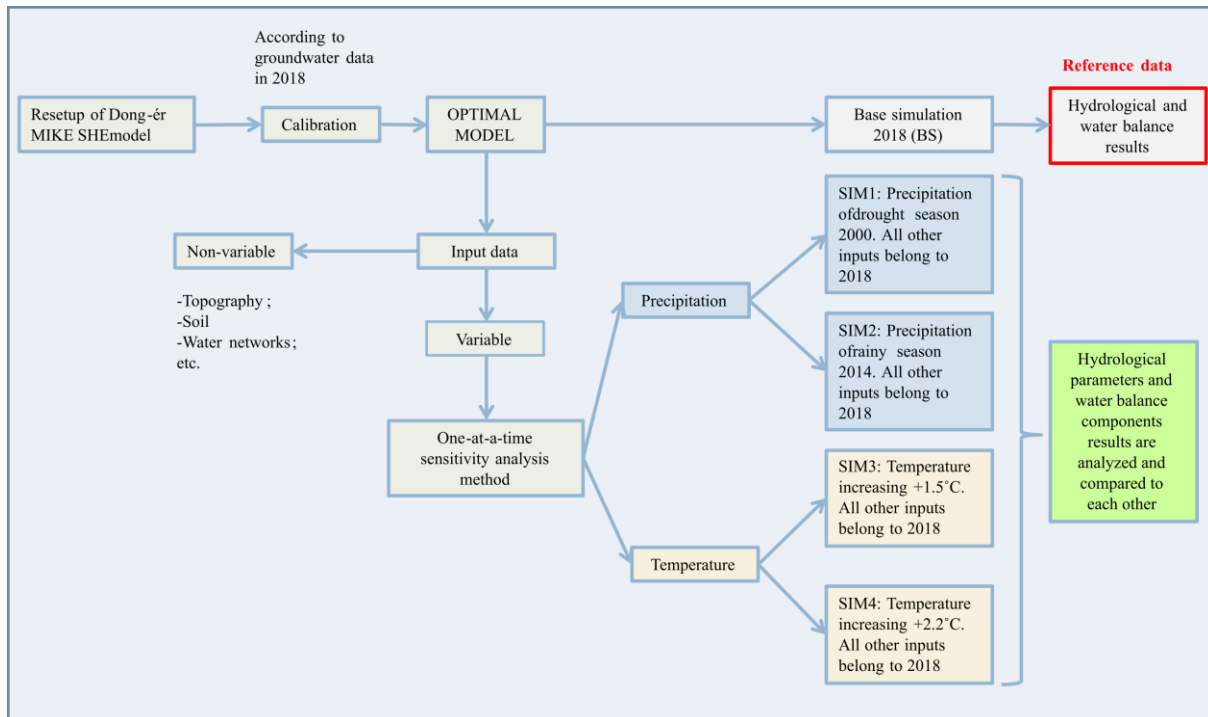 According to
groundwater data
in 2018
Reference data
Resetup of Dong-ér
MIKE SHEmodel
Calibration
OPTIMAL
MODEL
Base simulation
2018 (BS)
Hydrological and
water balance
results
Non-variable
Input data
-Topography ;
-Soil
-Water networks;
etc.
Variable
One-at-a-time
sensitivity analysis
method
Precipitation
Temperature
SIM1: Precipitation
ofdrought season
2000. All other
inputs belong to
2018
SIM2: Precipitation
ofrainy season
2014. All other
inputs belong to
2018
SIM3: Temperature
increasing +1.5˚C.
All other inputs
belong to 2018
SIM4: Temperature
increasing +2.2˚C.
All other inputs
belong to 2018
Hydrological
parameters and
water balance
components
results are
analyzed and
compared to
each other